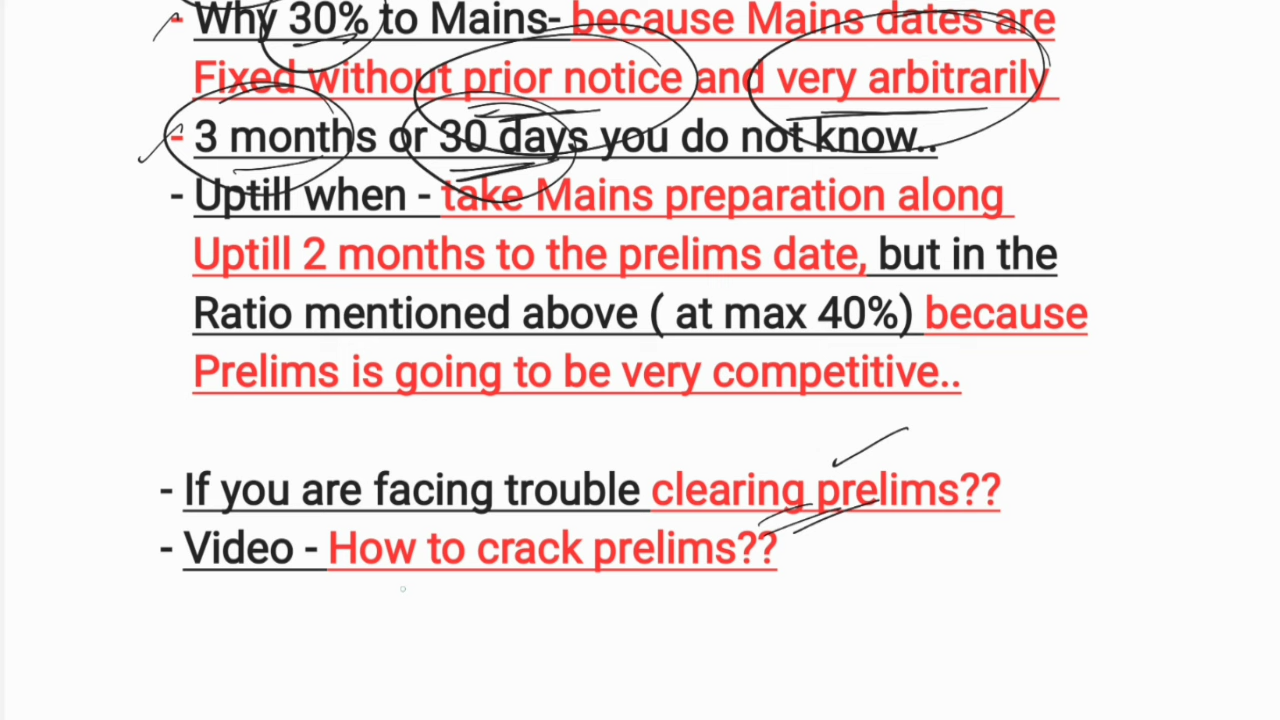 - Why 30% to Mains- because Mains dates are
Fixed without prior notice and very arbitrarily
- 3 months or 30 days you do not know..
- Uptill when - take Mains preparation along
Uptill 2 months to the prelims date, but in the
Ratio mentioned above ( at max 40%) because
Prelims is going to be very competitive..
- If you are facing trouble clearing prelims??
- Video - How to crack prelims??